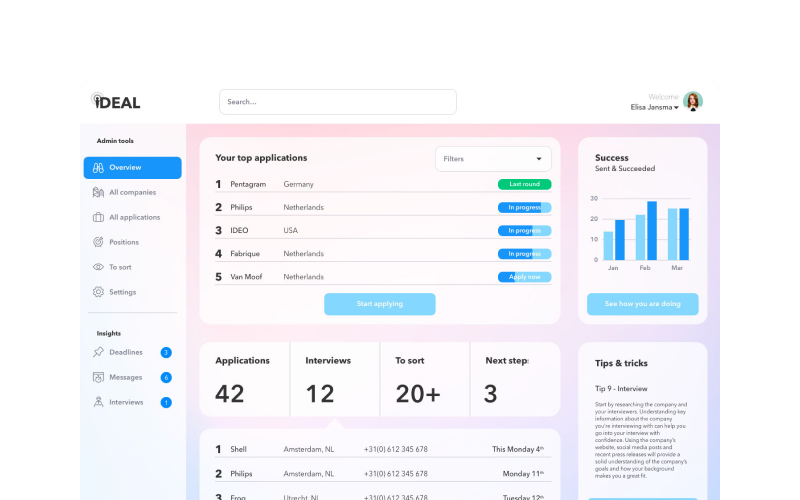 iDEAL
Search...
Welcome
Elisa Jansma
Admin tools
Overview
All companies
All applications
Positions
To sort
Settings
Insights
Deadlines 3
Messages 6
Interviews 1
Your top applications
Filters
1 Pentagram Germany Last round
2 Philips Netherlands In progress
3 IDEO USA In progress
4 Fabrique Netherlands In progress
5 Van Moof Netherlands Apply now
Start applying
Success
Sent & Succeeded
30
20
10
0
Jan Feb Mar
See how you are doing
Applications Interviews To sort Next steps
42 12 20+ 3
1 Shell Amsterdam, NL +31(0) 612 345 678 This Monday 4th
2 Philips Amsterdam, NL +31(0) 612 345 678 Monday 11th
3 Frog Utrecht, NL +31(0) 612 345 678 Tuesday 12th
Tips & tricks
Tip 9 - Interview
Start by researching the company and
your interviewers. Understanding key
information about the company
you're interviewing with can help you
go into your interview with
confidence. Using the company's
website, social media posts and
recent press releases will provide a
solid understanding of the company's
goals and how your background
makes you a great fit.